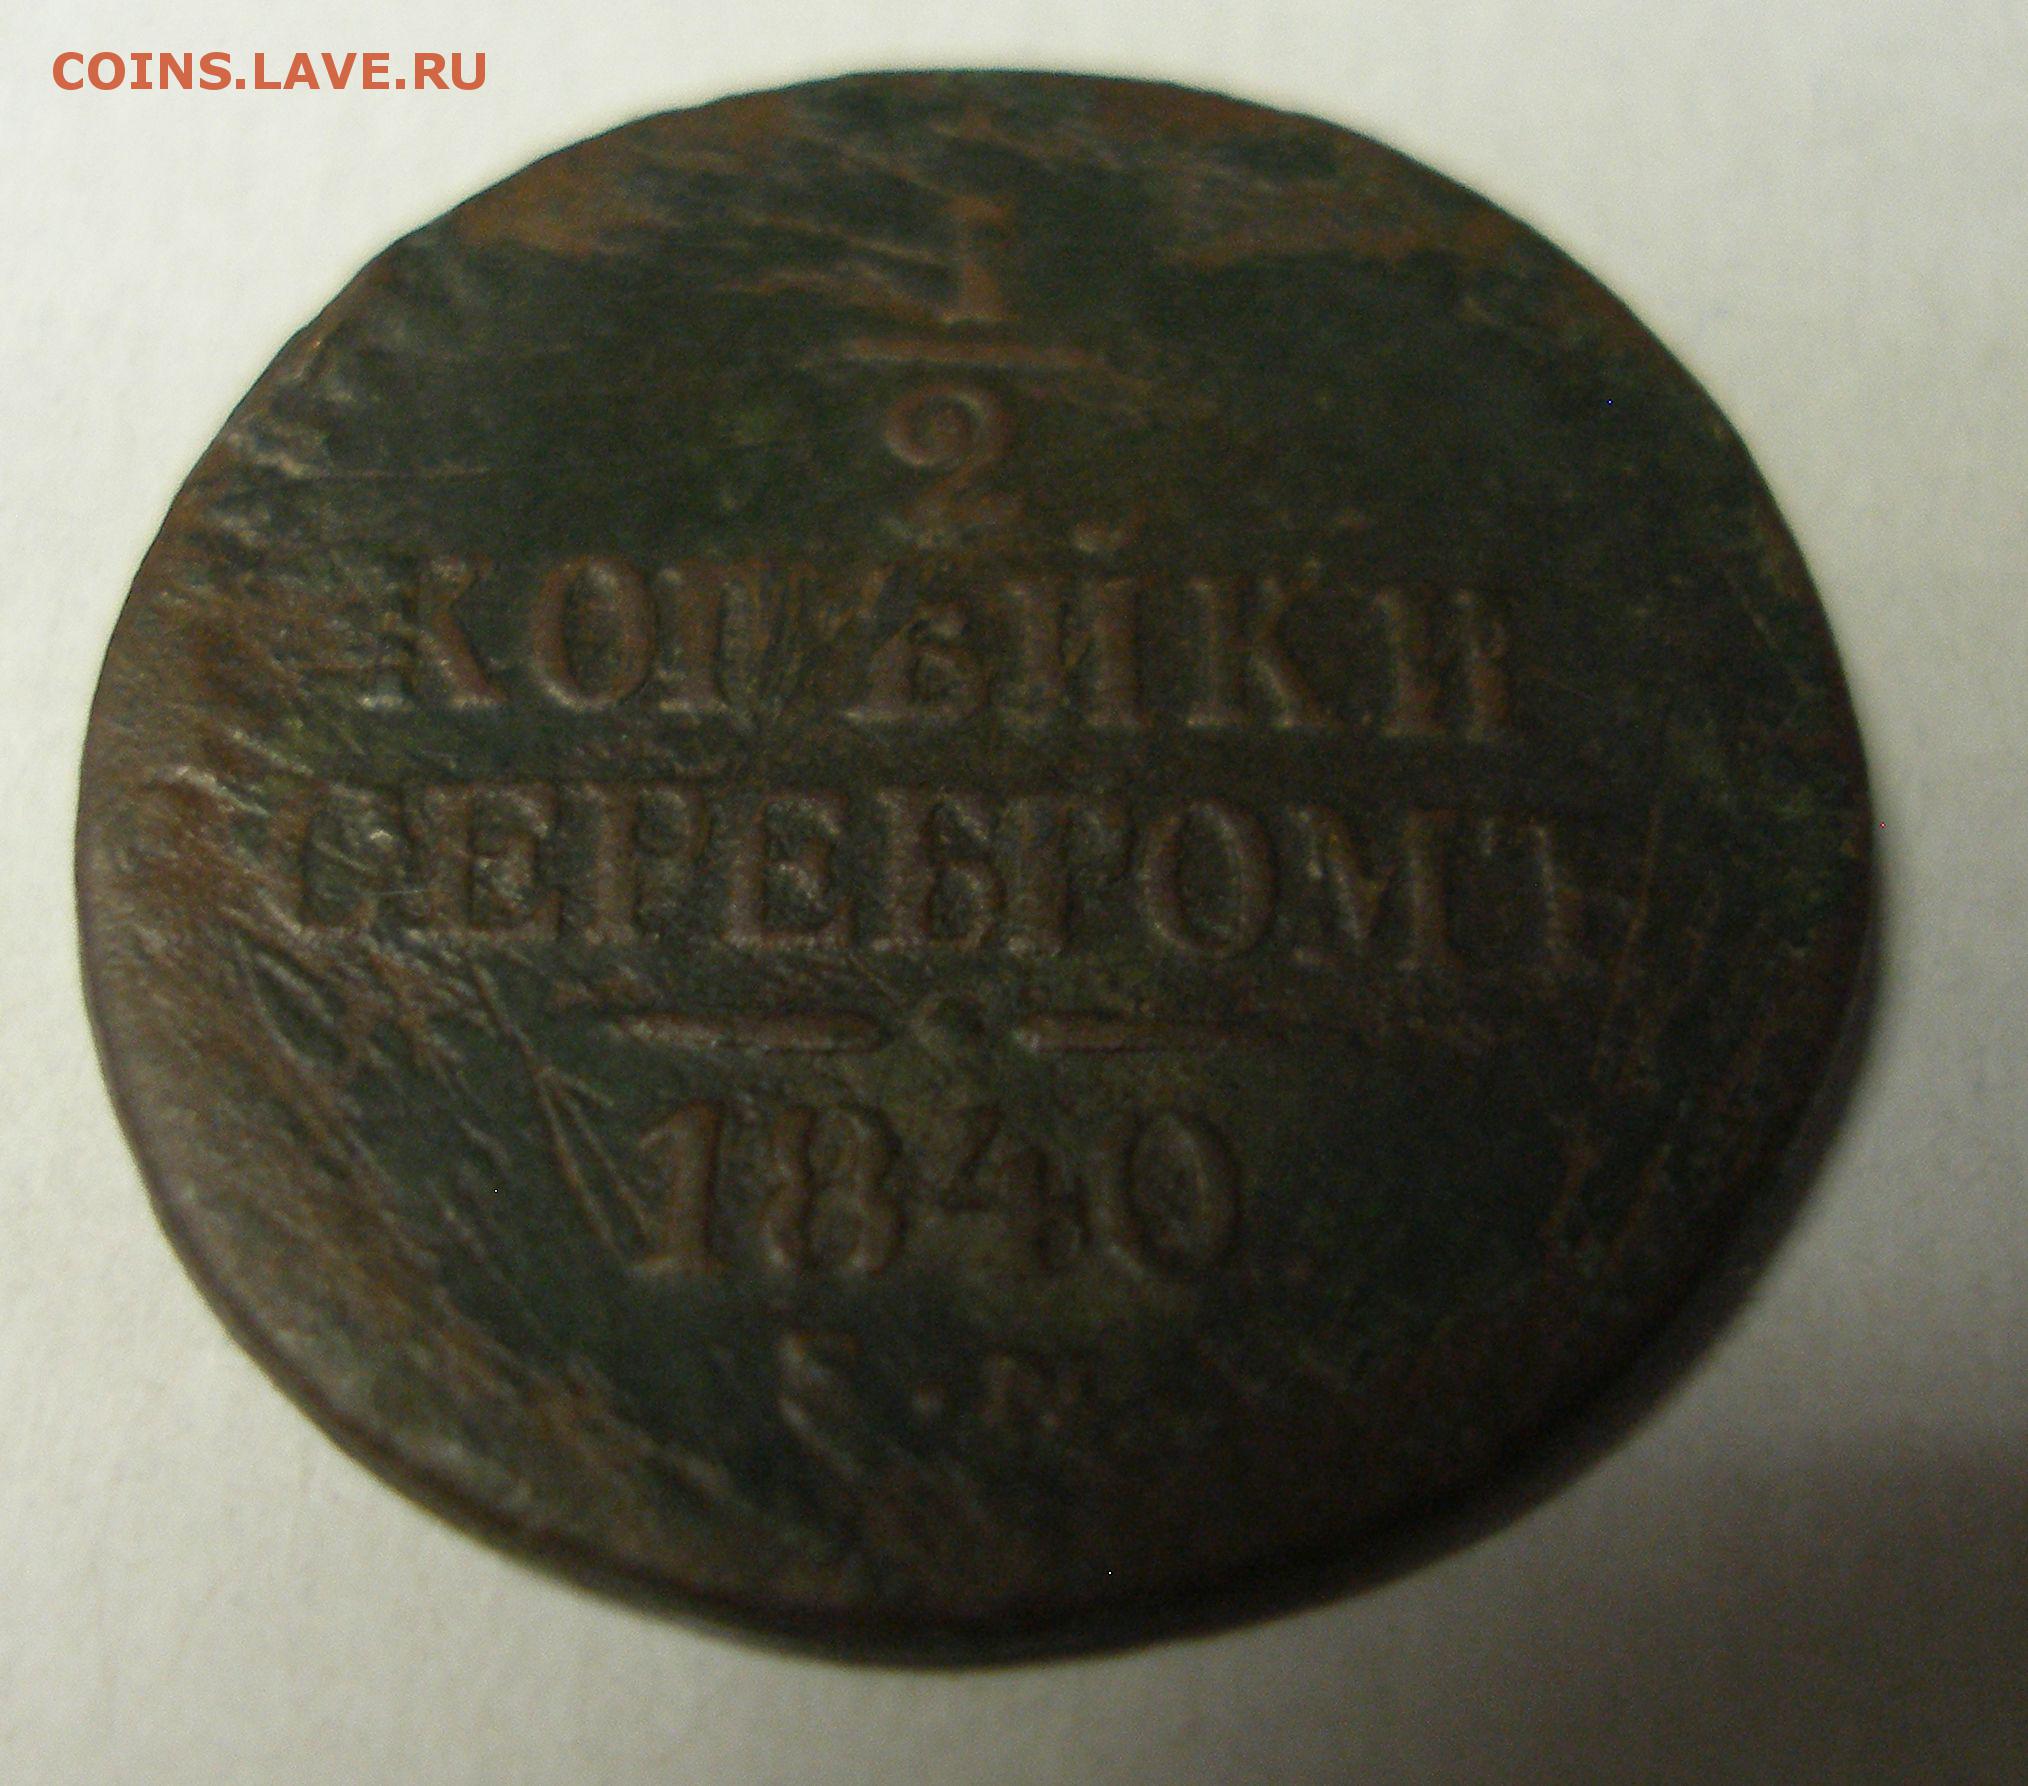 COINS.LAVE.RU
1
2
КОПѢЙКИ
СЕРЕБРОМЪ
1840.